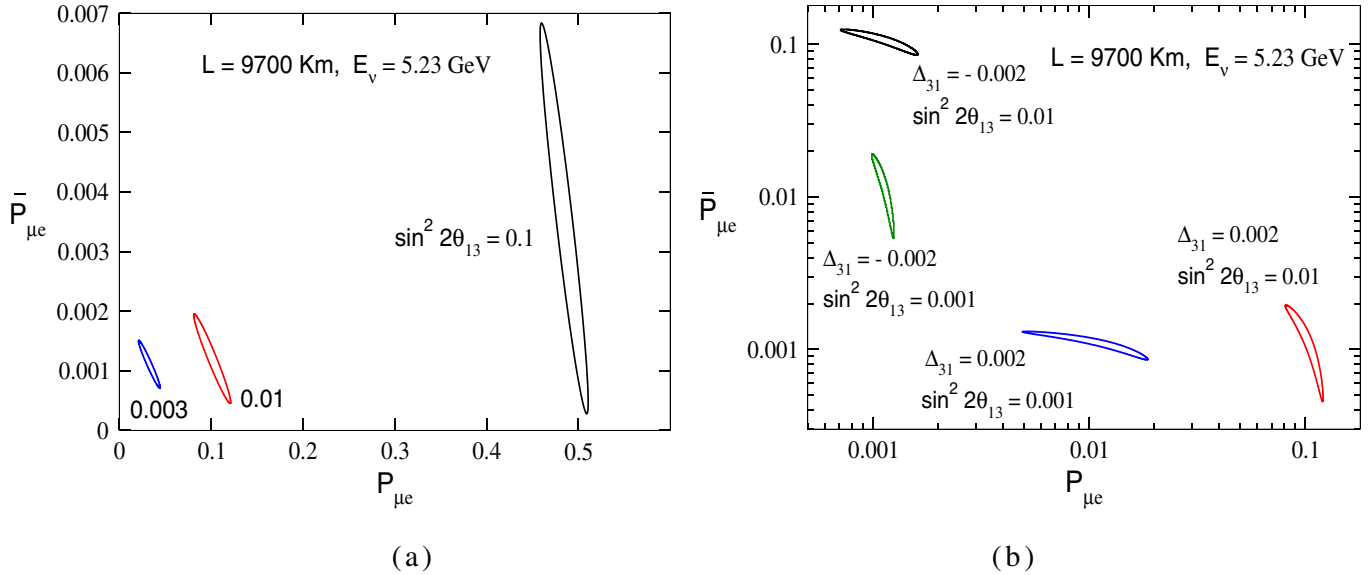 0.007
0.006
0.005
0.004
0.003
0.002
0.001
0
P̄μe
L = 9700 Km, Eν = 5.23 GeV
sin² 2θ13 = 0.1
0.003
0.01
0 0.1 0.2 0.3 0.4 0.5
Pμe
(a)
0.1
0.01
0.001
P̄μe
L = 9700 Km, Eν = 5.23 GeV
Δ31 = - 0.002
sin² 2θ13 = 0.01
Δ31 = - 0.002
sin² 2θ13 = 0.001
Δ31 = 0.002
sin² 2θ13 = 0.01
Δ31 = 0.002
sin² 2θ13 = 0.001
0.001 0.01 0.1
Pμe
(b)